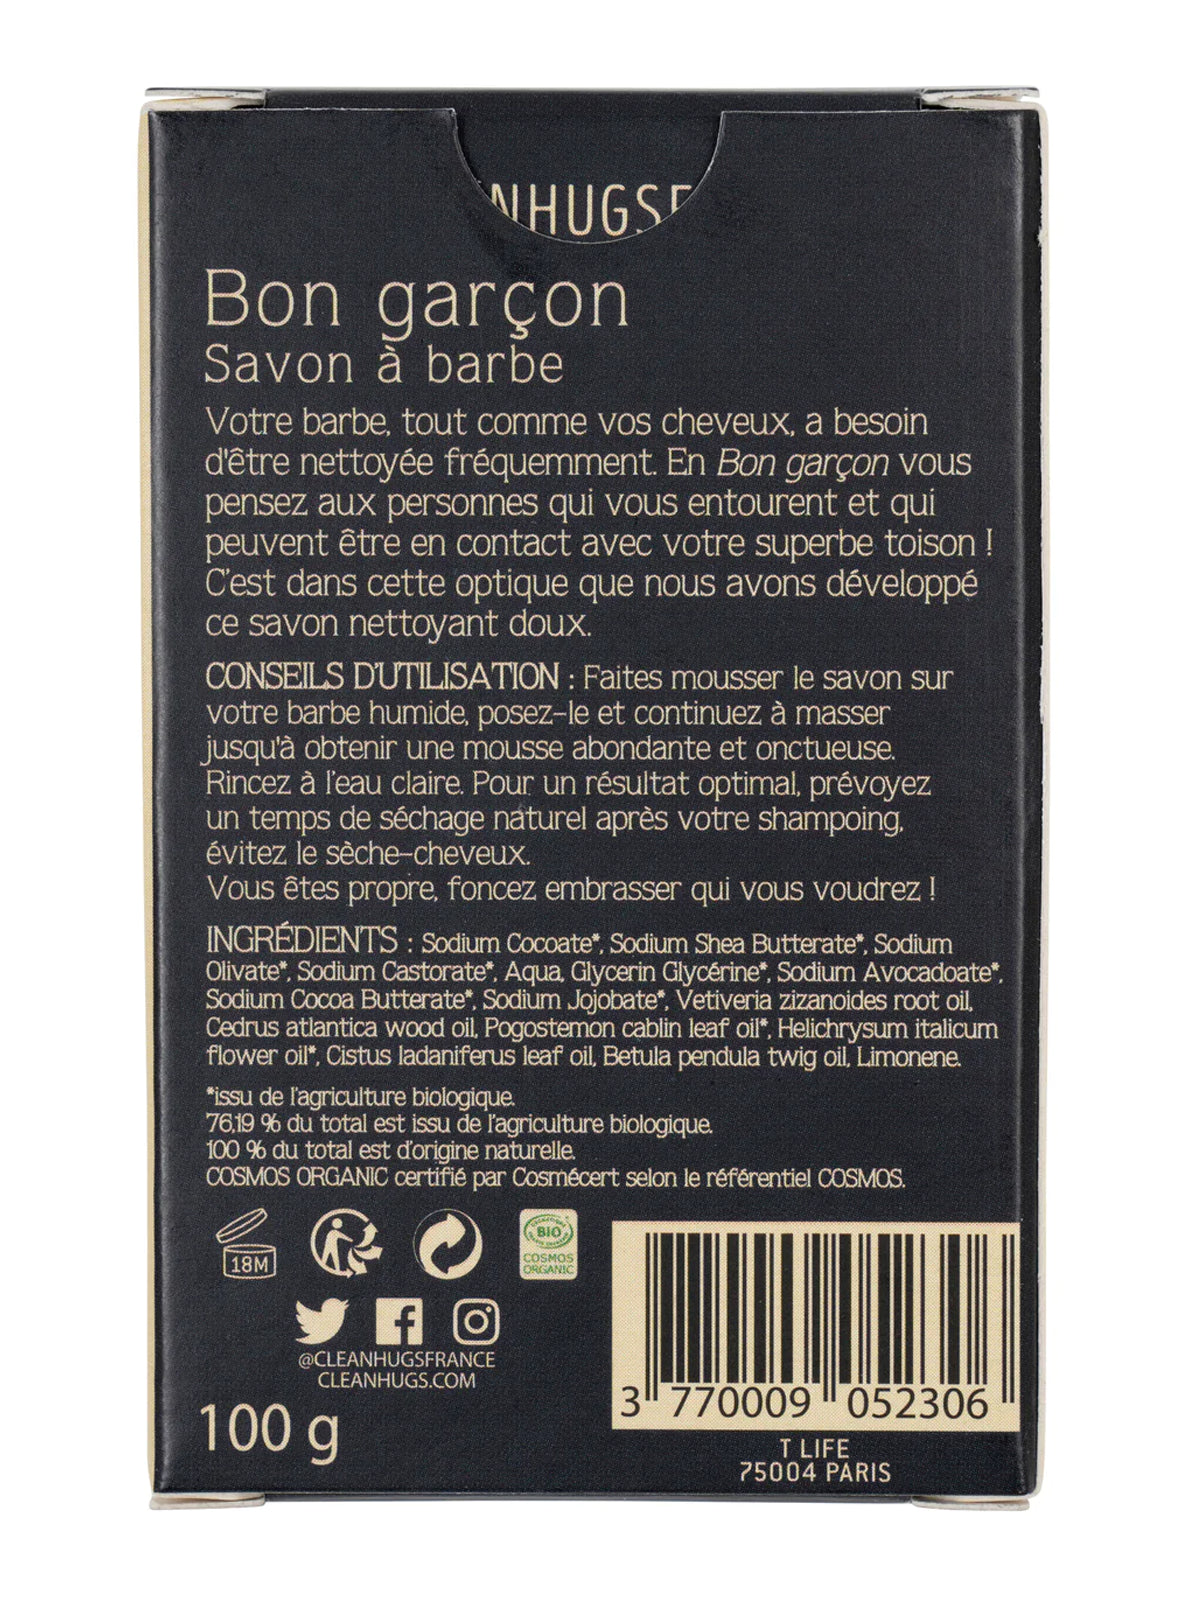 NHUGSF
Bon garçon
Savon à barbe
Votre barbe, tout comme vos cheveux, a besoin
d'être nettoyée fréquemment. En Bon garçon vous
pensez aux personnes qui vous entourent et qui
peuvent être en contact avec votre superbe toison !
C'est dans cette optique que nous avons développé
ce savon nettoyant doux.
CONSEILS D'UTILISATION : Faites mousser le savon sur
votre barbe humide, posez-le et continuez à masser
jusqu'à obtenir une mousse abondante et onctueuse.
Rincez à l'eau claire. Pour un résultat optimal, prévoyez
un temps de séchage naturel après votre shampoing,
évitez le sèche-cheveux.
Vous êtes propre, foncez embrasser qui vous voudrez !
INGRÉDIENTS : Sodium Cocoate*, Sodium Shea Butterate*, Sodium
Olivate*, Sodium Castorate*, Aqua, Glycerin Glycérine*, Sodium Avocadoate*,
Sodium Cocoa Butterate*, Sodium Jojobate*, Vetiveria zizanoides root oil,
Cedrus atlantica wood oil, Pogostemon cablin leaf oil*, Helichrysum italicum
flower oil*, Cistus ladaniferus leaf oil, Betula pendula twig oil, Limonene.
*issu de l'agriculture biologique.
76,19 % du total est issu de l'agriculture biologique.
100 % du total est d'origine naturelle.
COSMOS ORGANIC certifié par Cosmécert selon le référentiel COSMOS.
18M
BIO
COSMOS
ORGANIC
@CLEANHUGSFRANCE
CLEANHUGS.COM
100 g
3 770009 052306
T LIFE
75004 PARIS